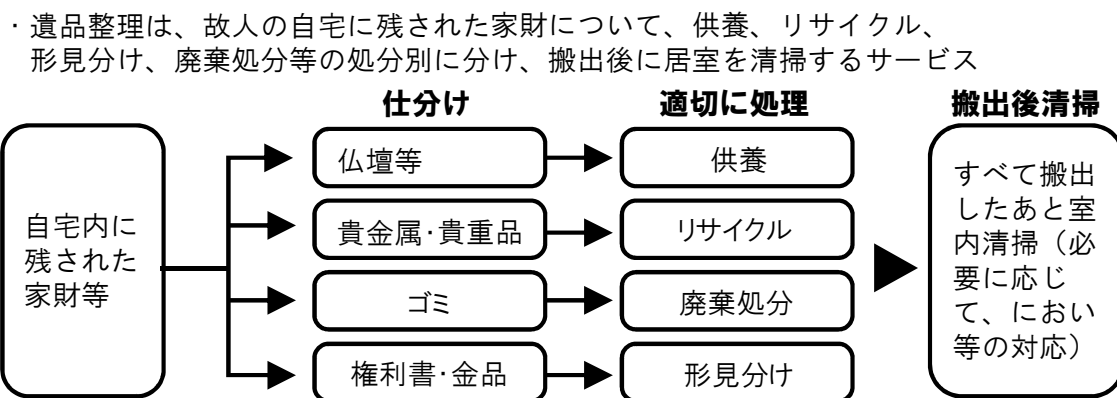 ・遺品整理は、故人の自宅に残された家財について、供養、リサイクル、
形見分け、廃棄処分等の処分別に分け、搬出後に居室を清掃するサービス
仕分け
適切に処理
搬出後清掃
自宅内に
残された
家財等
仏壇等
供養
貴金属・貴重品
リサイクル
ゴミ
廃棄処分
権利書・金品
形見分け
すべて搬出
したあと室
内清掃（必
要に応じ
て、におい
等の対応）